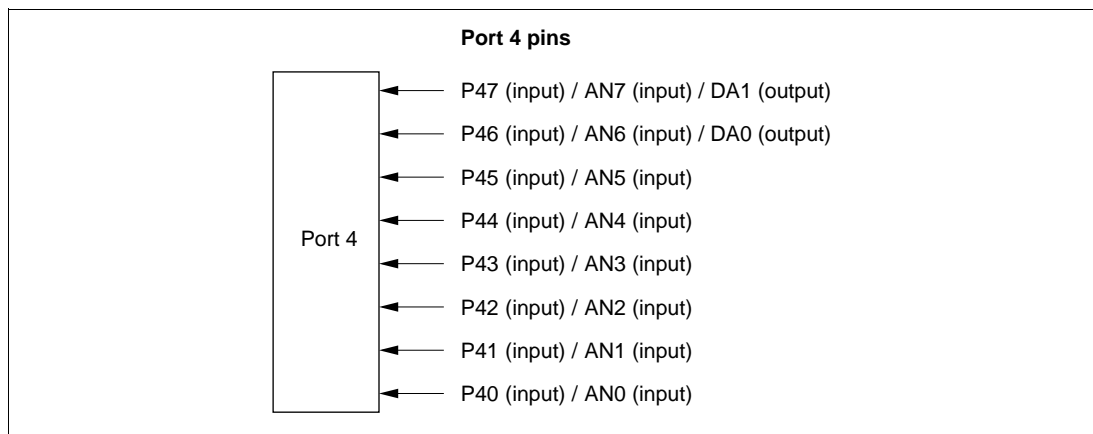 Port 4 pins
P47 (input) / AN7 (input) / DA1 (output)
P46 (input) / AN6 (input) / DA0 (output)
P45 (input) / AN5 (input)
P44 (input) / AN4 (input)
Port 4
P43 (input) / AN3 (input)
P42 (input) / AN2 (input)
P41 (input) / AN1 (input)
P40 (input) / AN0 (input)